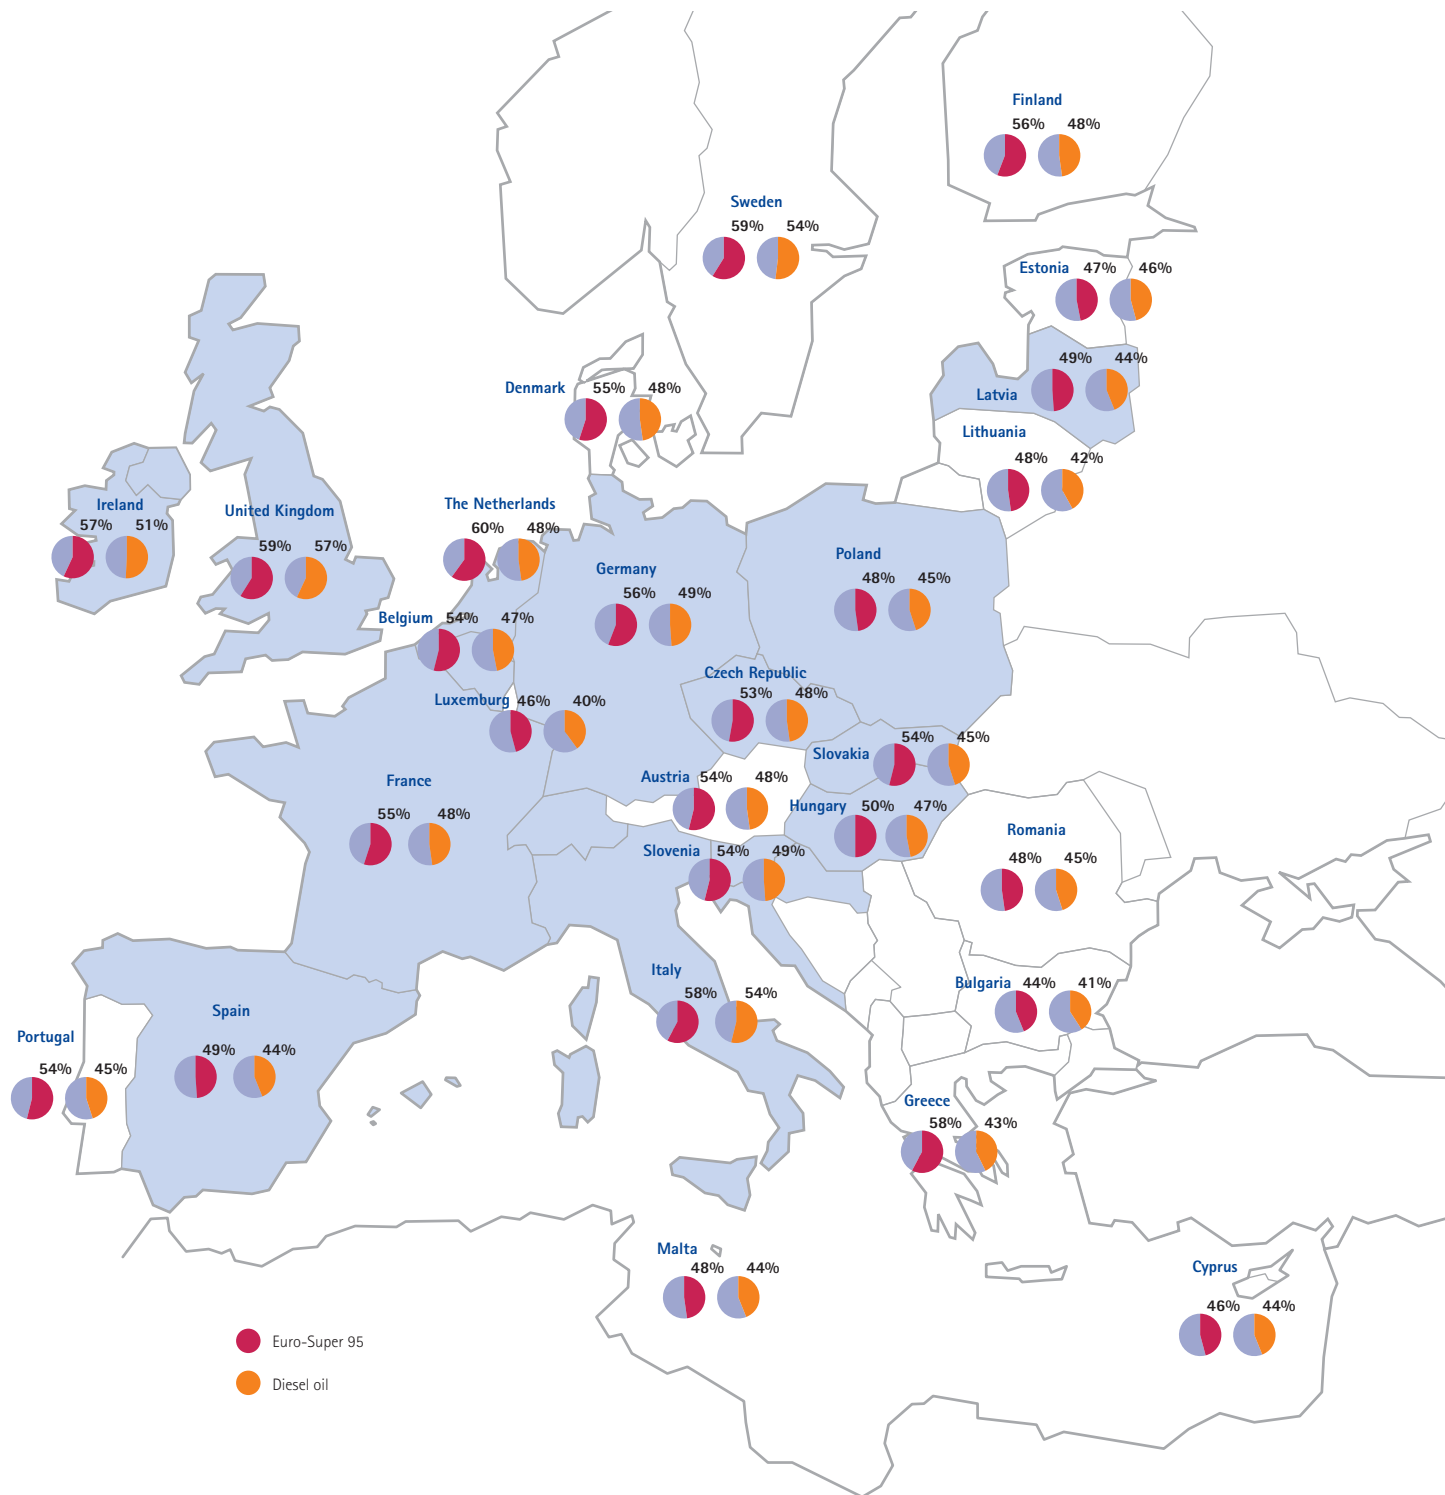 Finland
56% 48%
Sweden
59% 54%
Estonia 47% 46%
Denmark 55% 48%
49% 44%
Latvia
Lithuania
48% 42%
Ireland
57% 51%
United Kingdom
59% 57%
The Netherlands
60% 48%
Germany
56% 49%
Poland
48% 45%
Belgium 54% 47%
Luxemburg 46% 40%
Czech Republic
53% 48%
Slovakia 54% 45%
Austria 54% 48%
Hungary 50% 47%
France
55% 48%
Slovenia 54% 49%
Romania
48% 45%
Italy
58% 54%
Bulgaria 44% 41%
Spain
49% 44%
Portugal
54% 45%
Greece
58% 43%
Malta
48% 44%
Cyprus
46% 44%
Euro-Super 95
Diesel oil